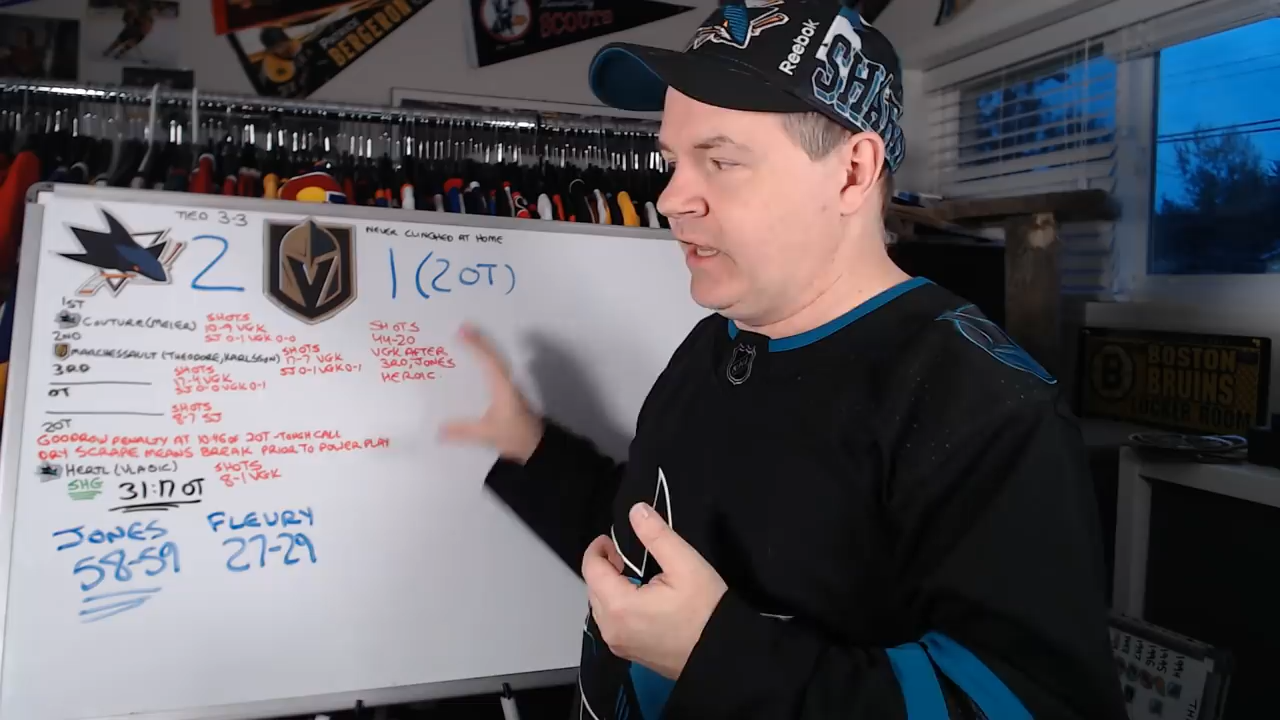 PATRICE
BERGERON
SCOUTS
Reebok
SHA
TIED 3-3
NEVER CLINCHED AT HOME
2
1 (2OT)
1ST
COUTURE (MEIER)
SHOTS
10-9 VGK
SJ 0-1 VGK 0-0
2ND
MARCHESSAULT (THEODORE, KARLSSON)
SHOTS
17-7 VGK
SJ 0-1 VGK 0-1
SHOTS
44-20
VGK AFTER
3RD, JONES
HEROIC.
3RD
SHOTS
17-4 VGK
SJ 0-0 VGK 0-1
OT
SHOTS
8-7 SJ
2OT
GOODROW PENALTY AT 10:46 OF 2OT - TOUGH CALL
DRY SCRAPE MEANS BREAK PRIOR TO POWER PLAY
HERTL (VLASIC)
SHOTS
8-1 VGK
SHG
31:17 OT
JONES
58-59
FLEURY
27-29
NHL
BOSTON
BRUINS
LOCKER ROOM